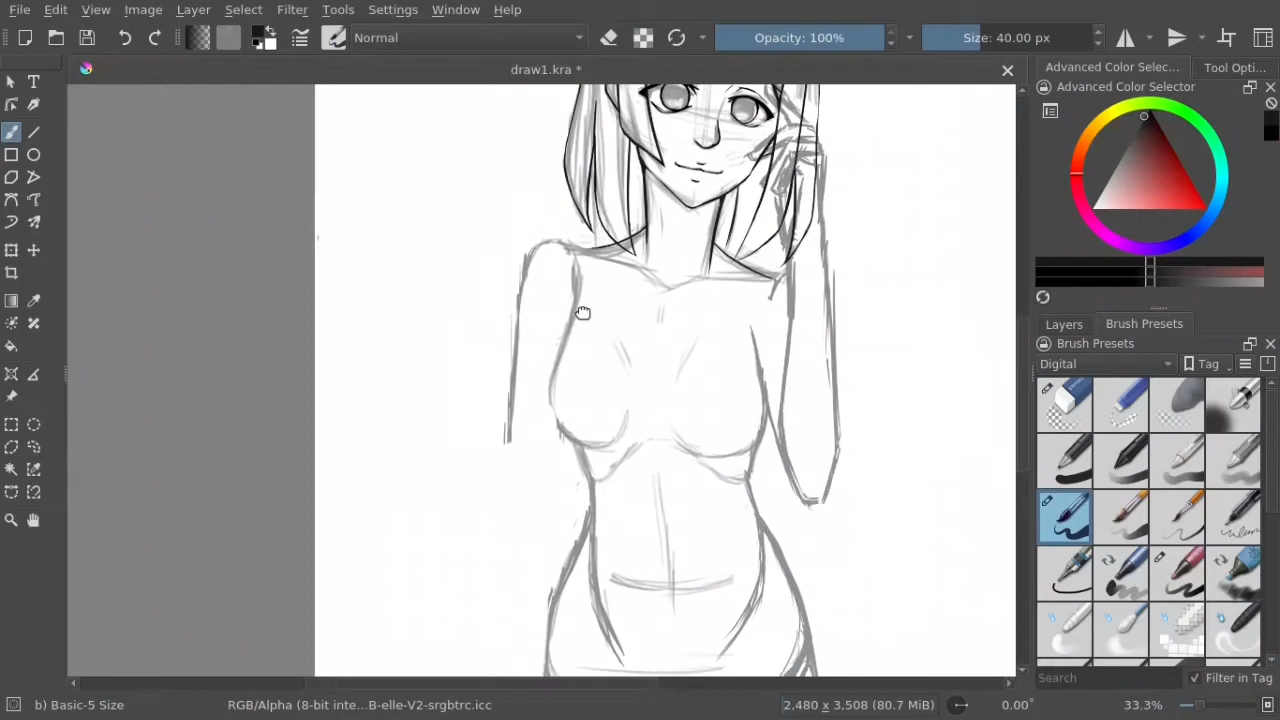 File Edit View Layer Select Filter Tools Settings Window Help
Normal Opacity: 100% Size: 40.00 px
draw1.kra *
Advanced Color Selec... Tool Opti...
Advanced Color Selector
Layers Brush Presets
Brush Presets
Digital Tag
Search Filter in Tag
b) Basic-5 Size RGB/Alpha (8-bit inte...B-elle-V2-srgbtrc.icc 2,480 x 3,508 (80.7 MiB) 0.00° 33.3%